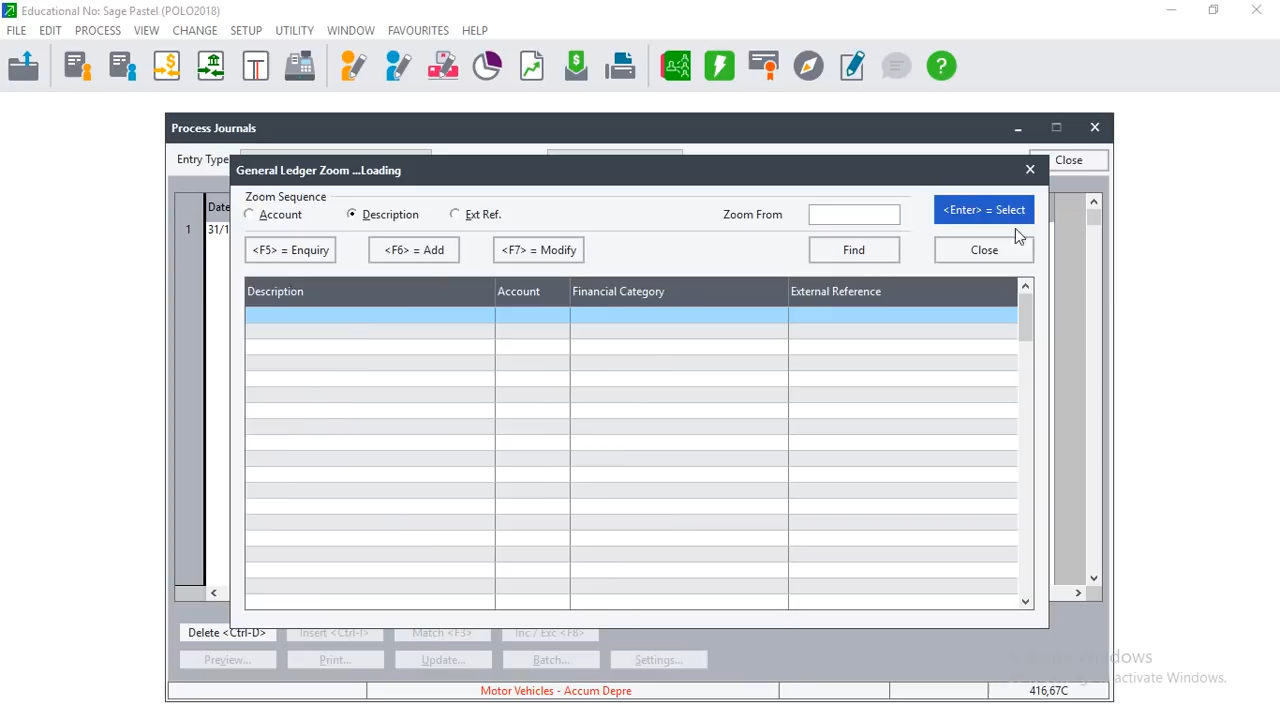 Educational No: Sage Pastel (POLO2018)
FILE EDIT PROCESS VIEW CHANGE SETUP UTILITY WINDOW FAVOURITES HELP
Process Journals
Entry Type
Close
General Ledger Zoom ...Loading
Zoom Sequence
Account Description Ext Ref. Zoom From <Enter> = Select
<F5> = Enquiry <F6> = Add <F7> = Modify Find Close
Date
Description Account Financial Category External Reference
1 31/1
Delete <Ctrl-D> Insert <Ctrl-I> Match <F3> Inc / Exc <F8>
Preview... Print... Update... Batch... Settings...
Motor Vehicles - Accum Depre 416,67C
activate Windows.